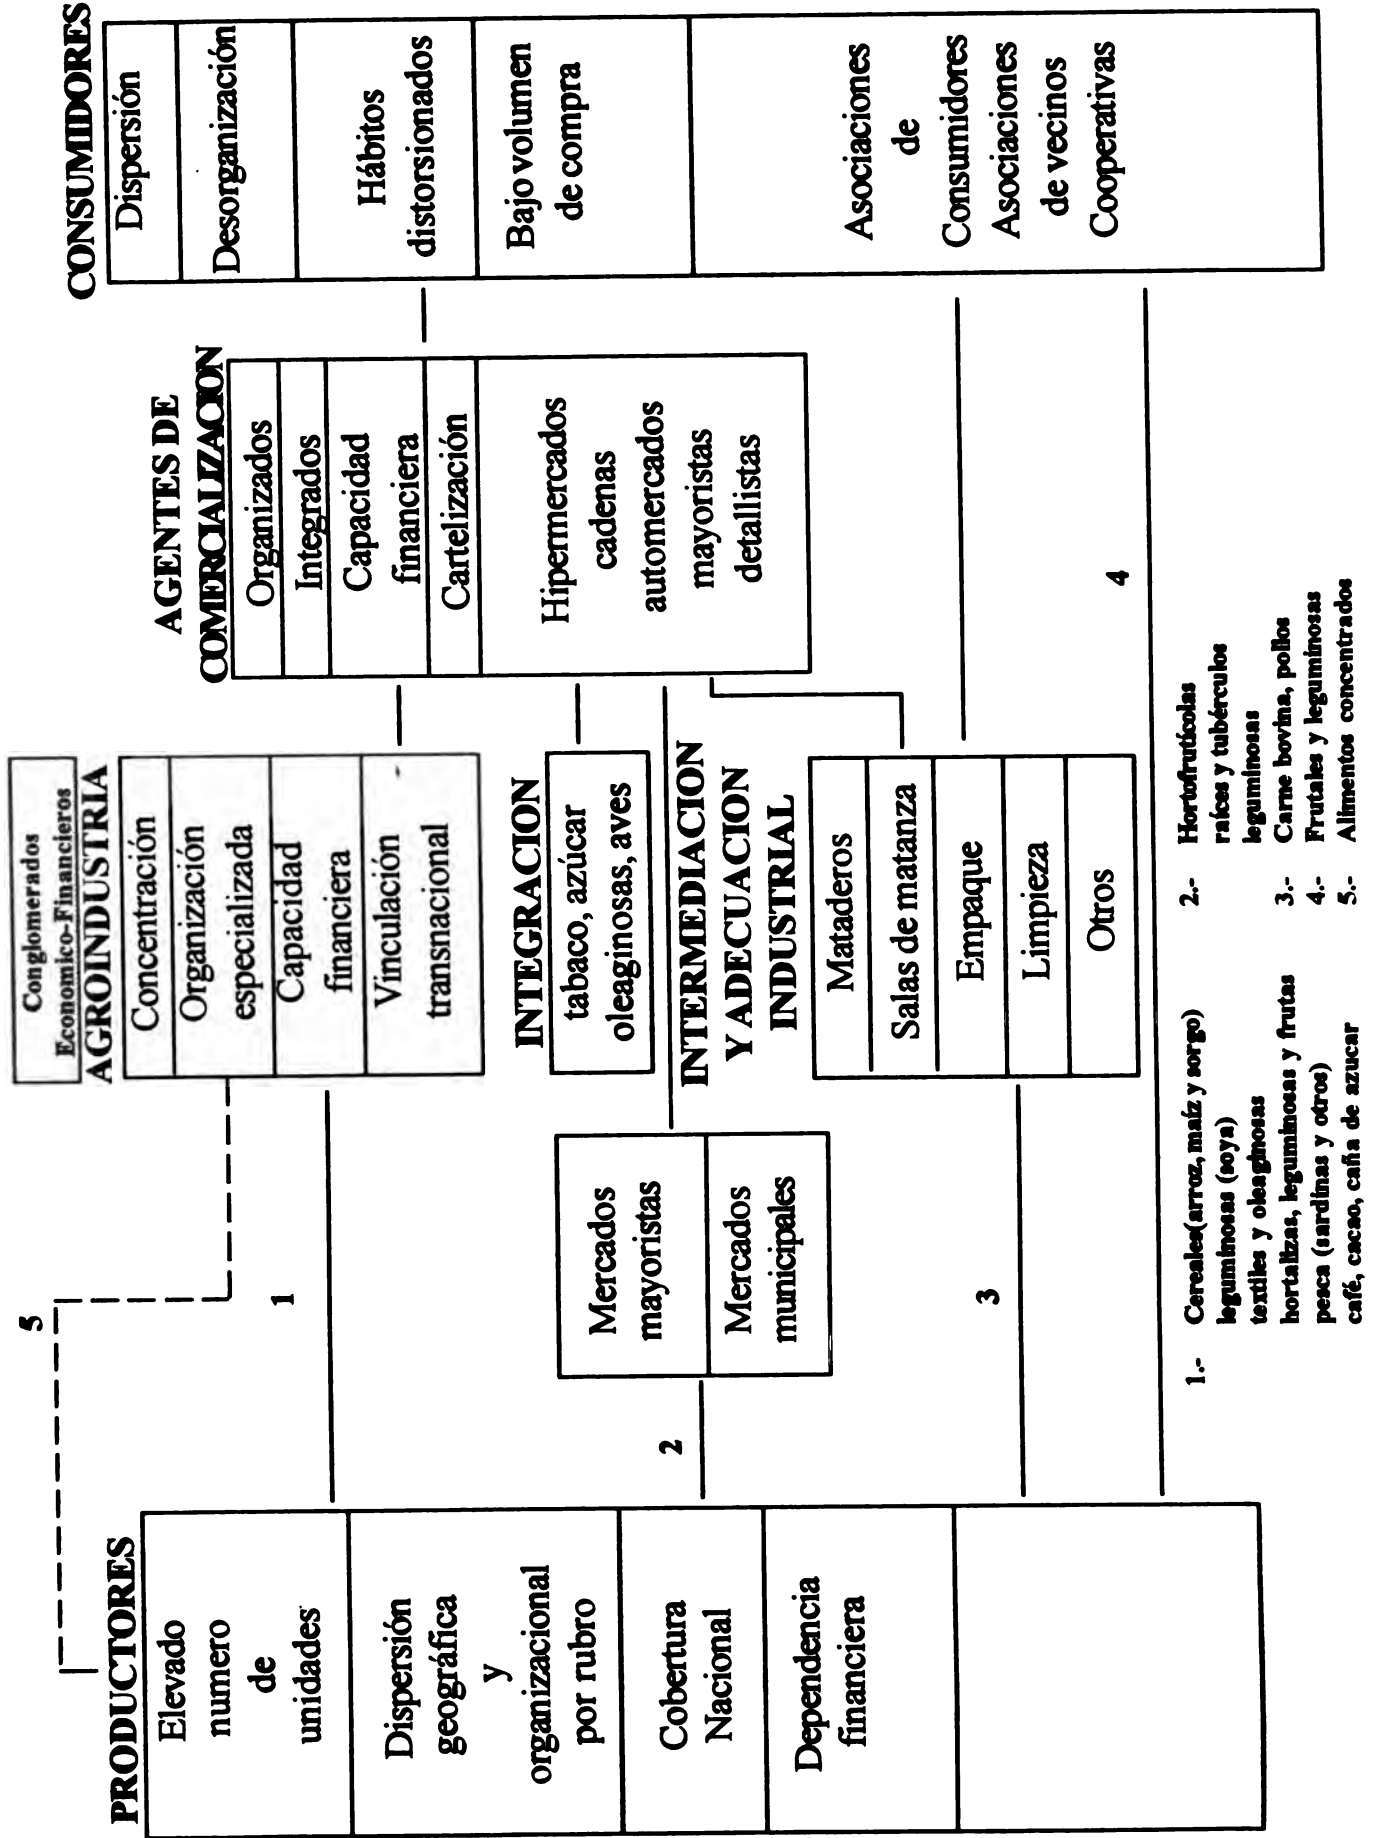 PRODUCTORES
Elevado
numero
de
unidades
Dispersión
geográfica
y
organizacional
por rubro
Cobertura
Nacional
Dependencia
financiera
5
1
2
3
4
Mercados
mayoristas
Mercados
municipales
Conglomerados
Economico-Financieros
AGROINDUSTRIA
Concentración
Organización
especializada
Capacidad
financiera
Vinculación
transnacional
INTEGRACION
tabaco, azúcar
oleaginosas, aves
INTERMEDIACION
Y ADECUACION
INDUSTRIAL
Mataderos
Salas de matanza
Empaque
Limpieza
Otros
AGENTES DE
COMERCIALIZACION
Organizados
Integrados
Capacidad
financiera
Cartelización
Hipermercados
cadenas
automercados
mayoristas
detallistas
CONSUMIDORES
Dispersión
Desorganización
Hábitos
distorsionados
Bajo volumen
de compra
Asociaciones
de
Consumidores
Asociaciones
de vecinos
Cooperativas
1.- Cereales(arroz, maíz y sorgo)
leguminosas (soya)
textiles y oleaginosas
hortalizas, leguminosas y frutas
pesca (sardinas y otros)
café, cacao, caña de azucar
2.- Hortofrutícolas
raíces y tubérculos
leguminosas
3.- Carne bovina, pollos
4.- Frutales y leguminosas
5.- Alimentos concentrados